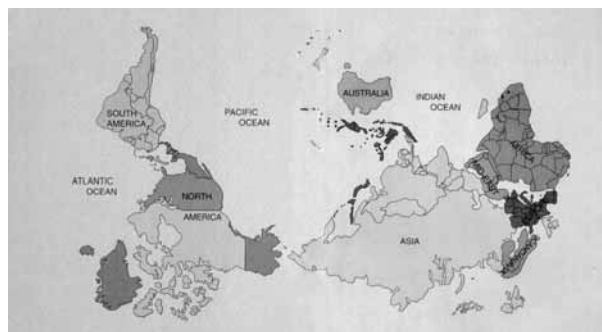 SOUTH
AMERICA
PACIFIC
OCEAN
AUSTRALIA
INDIAN
OCEAN
AFRICA
ATLANTIC
OCEAN
NORTH
AMERICA
ASIA